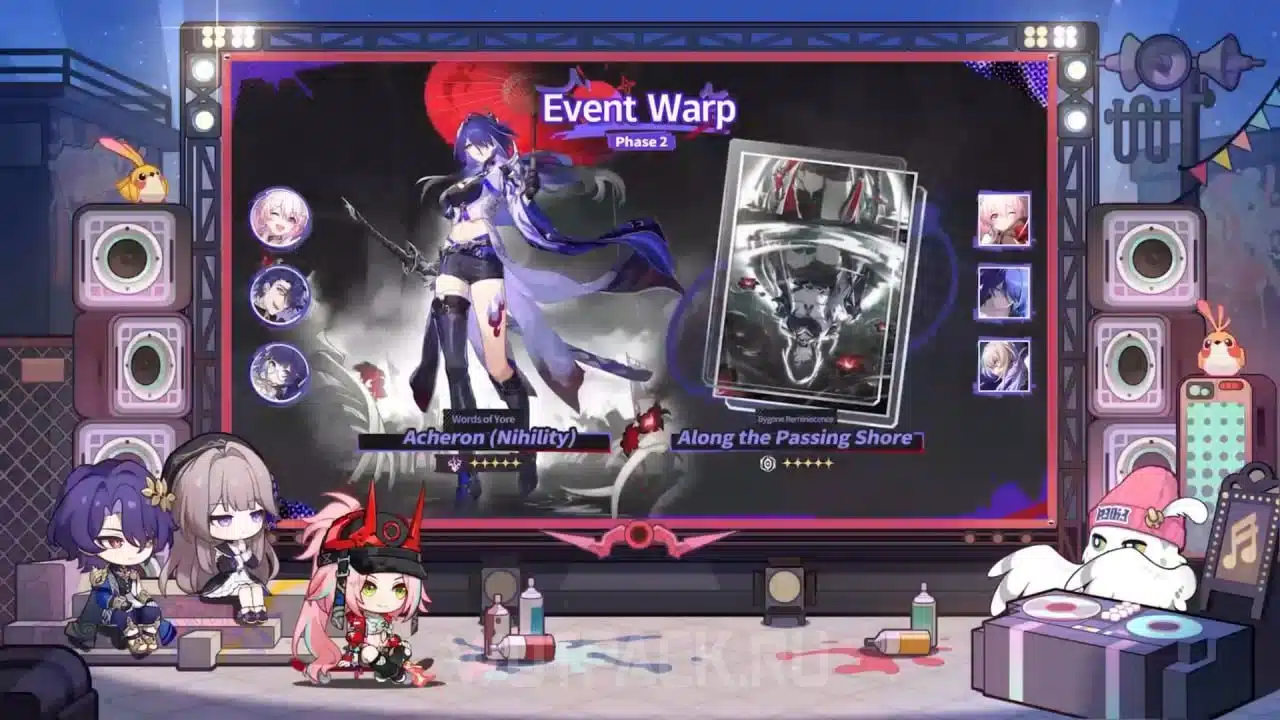 Event Warp
Phase 2
Words of Yore
Acheron (Nihility)
Bygone Reminiscence
Along the Passing Shore